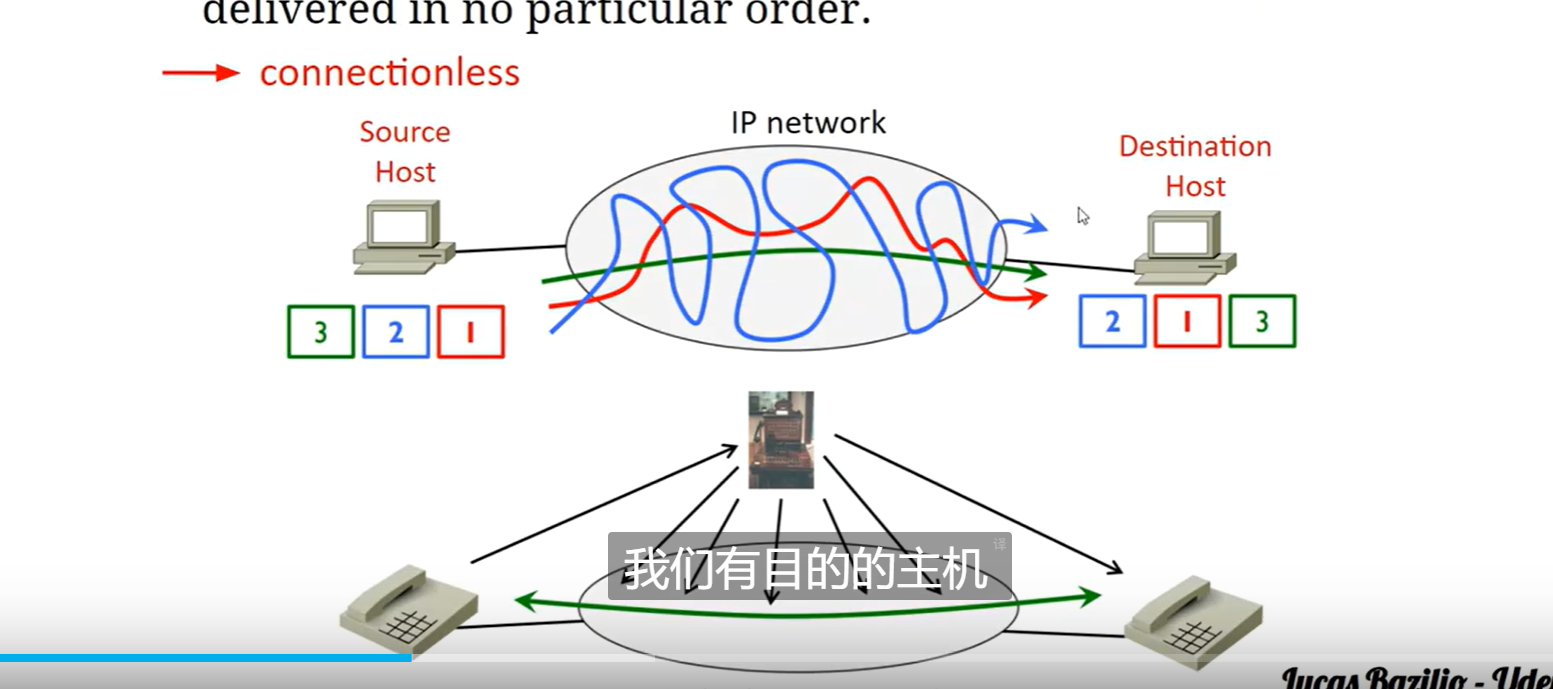 delivered in no particular order.
connectionless
IP network
Source
Host
Destination
Host
3 2 1
2 1 3
我们有目的的主机
译
Lucas Bazilio - Ude